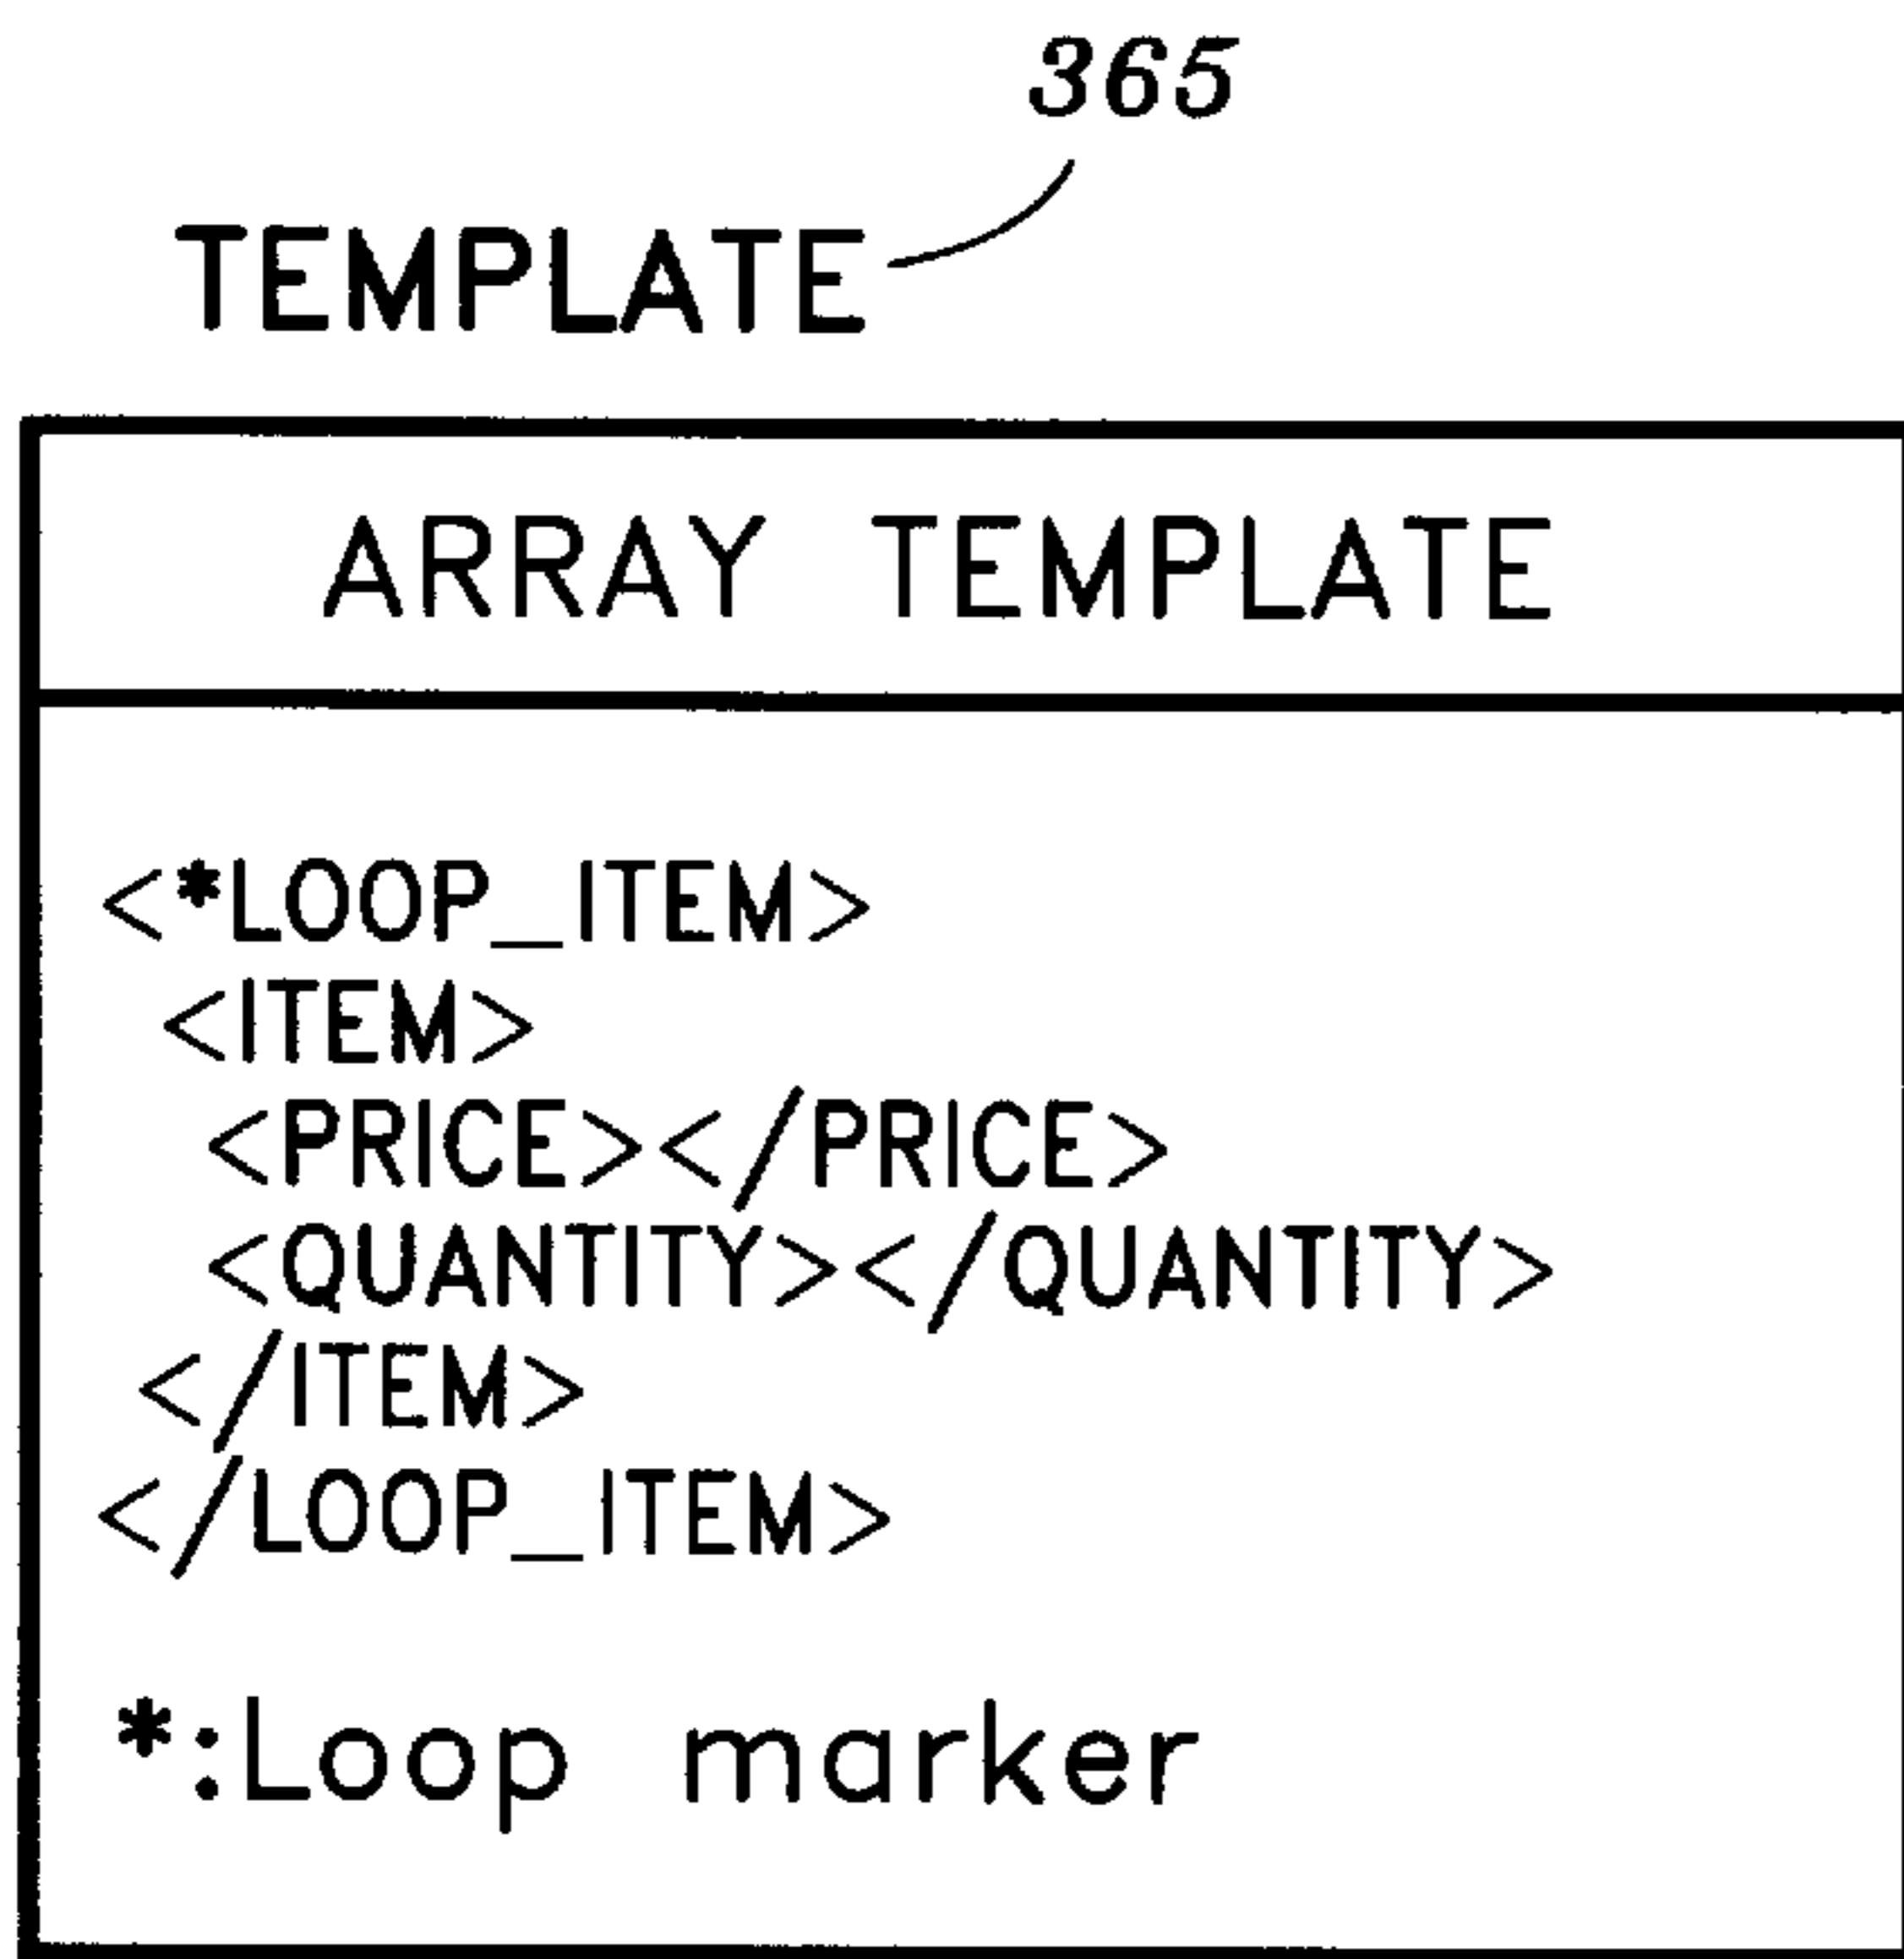 365
TEMPLATE
ARRAY TEMPLATE
<*LOOP_ITEM>
<ITEM>
<PRICE></PRICE>
<QUANTITY></QUANTITY>
</ITEM>
</LOOP_ITEM>
*:Loop marker